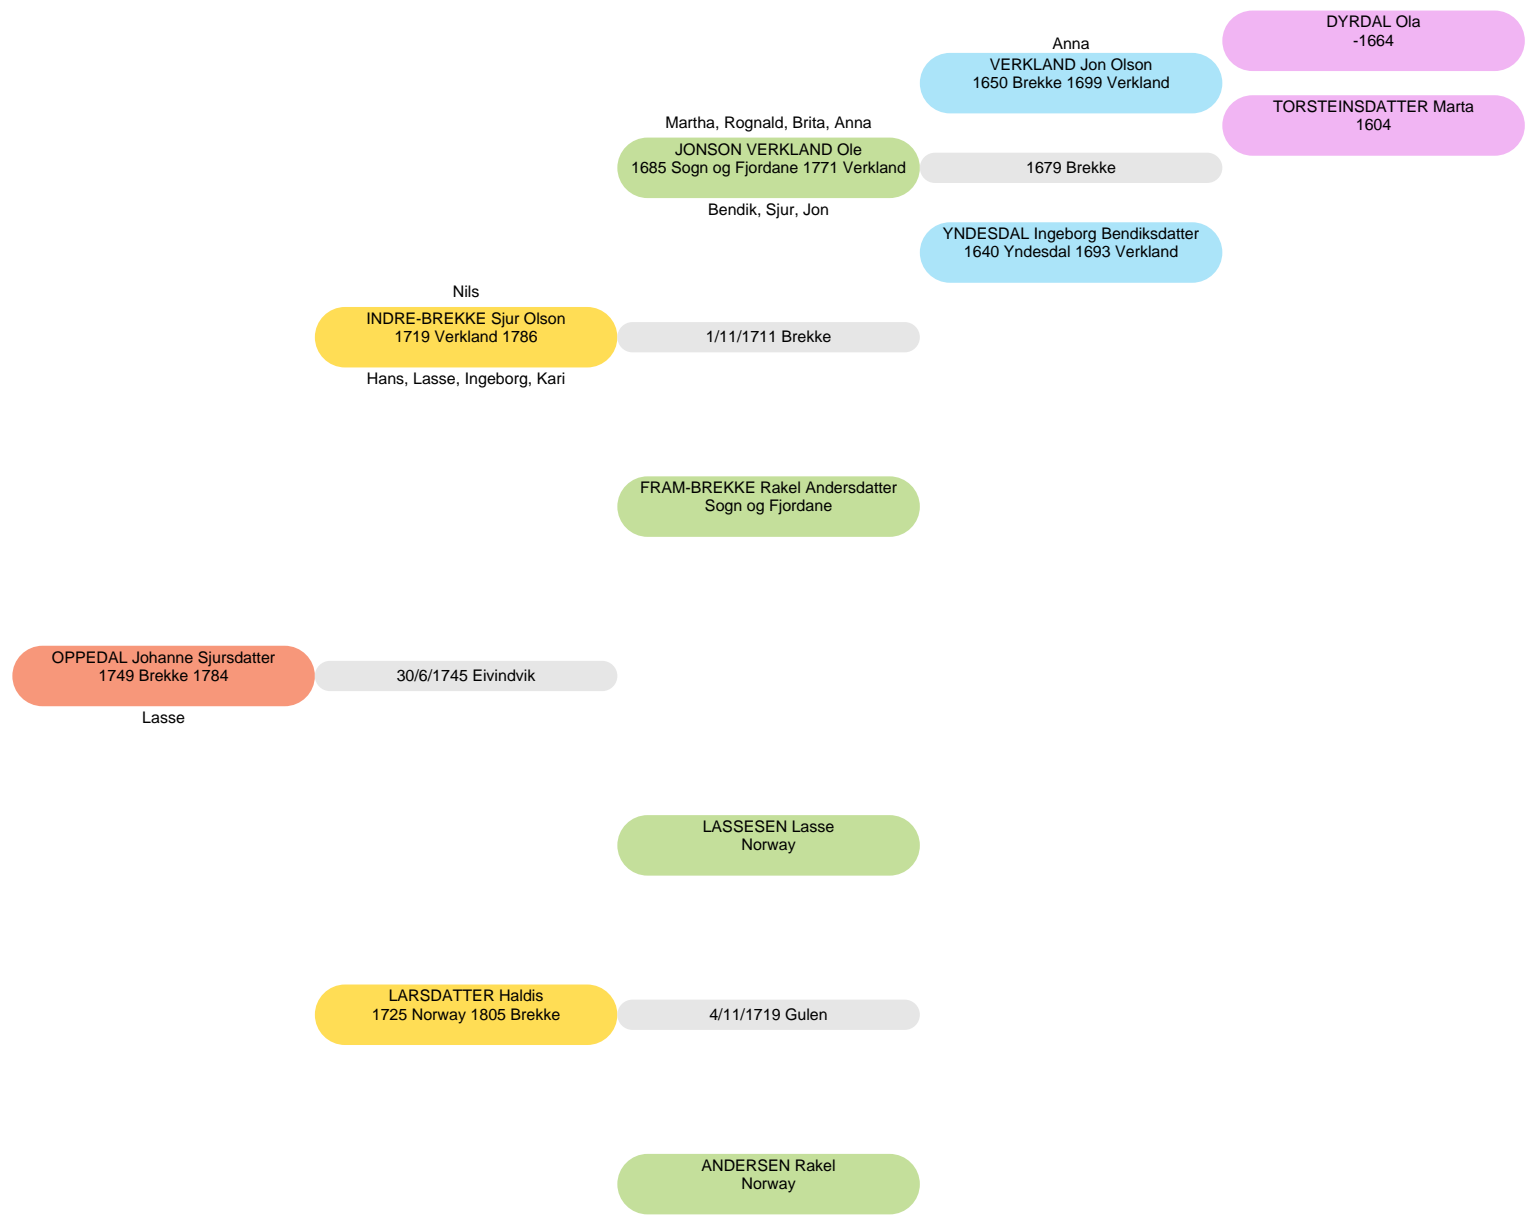 DYRDAL Ola
-1664
Anna
VERKLAND Jon Olson
1650 Brekke 1699 Verkland
TORSTEINSDATTER Marta
1604
Martha, Rognald, Brita, Anna
JONSON VERKLAND Ole
1685 Sogn og Fjordane 1771 Verkland
1679 Brekke
Bendik, Sjur, Jon
YNDESDAL Ingeborg Bendiksdatter
1640 Yndesdal 1693 Verkland
Nils
INDRE-BREKKE Sjur Olson
1719 Verkland 1786
1/11/1711 Brekke
Hans, Lasse, Ingeborg, Kari
FRAM-BREKKE Rakel Andersdatter
Sogn og Fjordane
OPPEDAL Johanne Sjursdatter
1749 Brekke 1784
30/6/1745 Eivindvik
Lasse
LASSESEN Lasse
Norway
LARSDATTER Haldis
1725 Norway 1805 Brekke
4/11/1719 Gulen
ANDERSEN Rakel
Norway